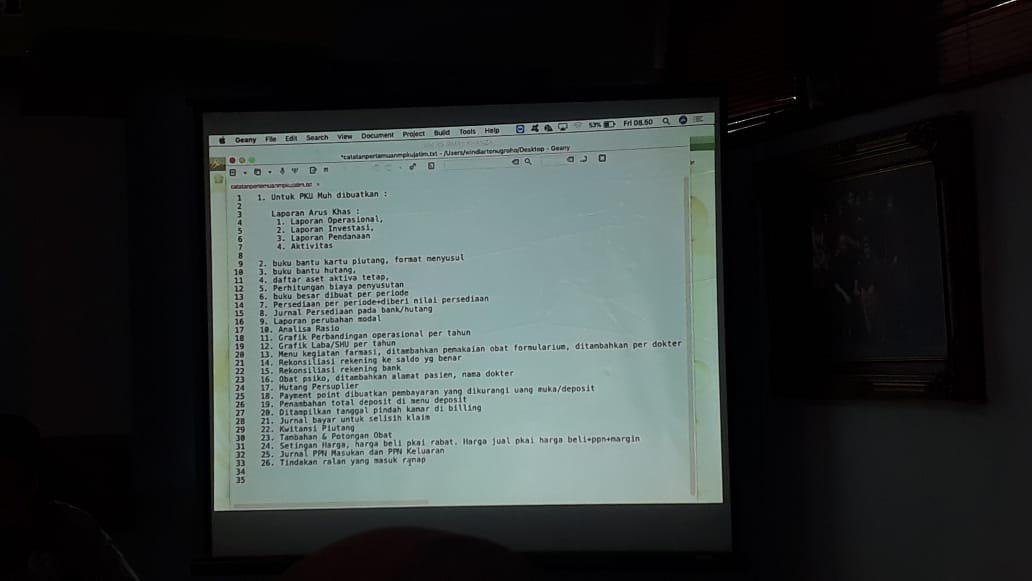 Geany File Edit Search View Document Project Build Tools Help 53% Fri 08.50
*catatanpertemuanmpkujatim.txt - /Users/windiartonugroho/Desktop - Geany
catatanpertemuanmpkujatim.txt
1 1. Untuk PKU Muh dibuatkan :
2
3 Laporan Arus Khas :
4 1. Laporan Operasional,
5 2. Laporan Investasi,
6 3. Laporan Pendanaan
7 4. Aktivitas
8
9 2. buku bantu kartu piutang, format menyusul
10 3. buku bantu hutang,
11 4. daftar aset aktiva tetap,
12 5. Perhitungan biaya penyusutan
13 6. buku besar dibuat per periode
14 7. Persediaan per periode+diberi nilai persediaan
15 8. Jurnal Persediaan pada bank/hutang
16 9. Laporan perubahan modal
17 10. Analisa Rasio
18 11. Grafik Perbandingan operasional per tahun
19 12. Grafik Laba/SHU per tahun
20 13. Menu kegiatan farmasi, ditambahkan pemakaian obat formularium, ditambahkan per dokter
21 14. Rekonsiliasi rekening ke saldo yg benar
22 15. Rekonsiliasi rekening bank
23 16. Obat psiko, ditambahkan alamat pasien, nama dokter
24 17. Hutang Persuplier
25 18. Payment point dibuatkan pembayaran yang dikurangi uang muka/deposit
26 19. Penambahan total deposit di menu deposit
27 20. Ditampilkan tanggal pindah kamar di billing
28 21. Jurnal bayar untuk selisih klaim
29 22. Kwitansi Piutang
30 23. Tambahan & Potongan Obat
31 24. Setingan Harga, harga beli pkai rabat. Harga jual pkai harga beli+ppn+margin
32 25. Jurnal PPN Masukan dan PPN Keluaran
33 26. Tindakan ralan yang masuk ranap
34
35